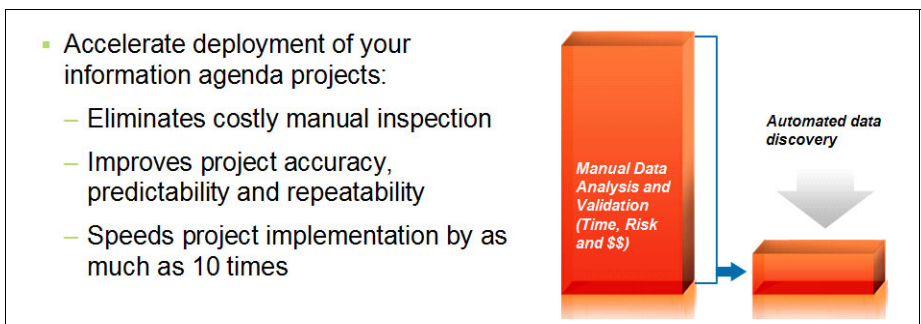 ▪ Accelerate deployment of your
information agenda projects:
– Eliminates costly manual inspection
– Improves project accuracy,
predictability and repeatability
– Speeds project implementation by as
much as 10 times
Manual Data
Analysis and
Validation
(Time, Risk
and $$)
Automated data
discovery